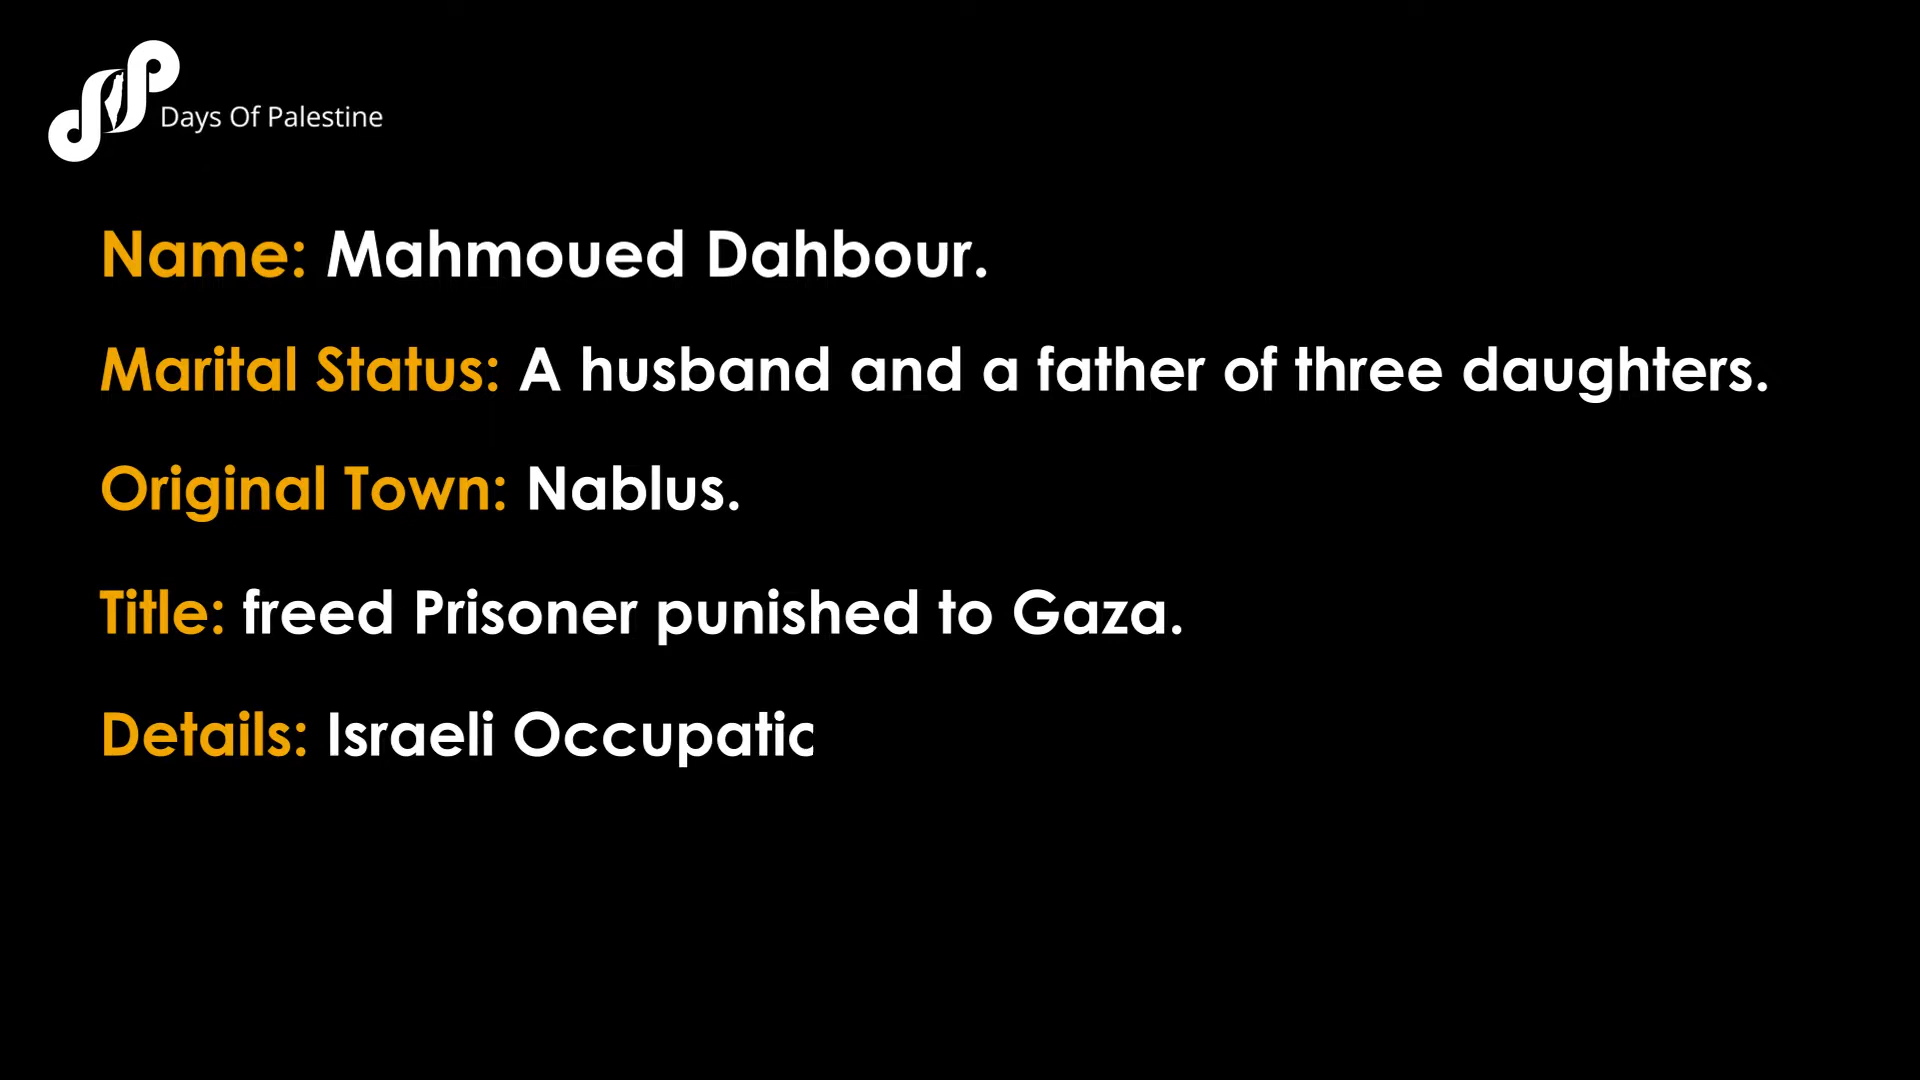 Days Of Palestine
Name: Mahmoued Dahbour.
Marital Status: A husband and a father of three daughters.
Original Town: Nablus.
Title: freed Prisoner punished to Gaza.
Details: Israeli